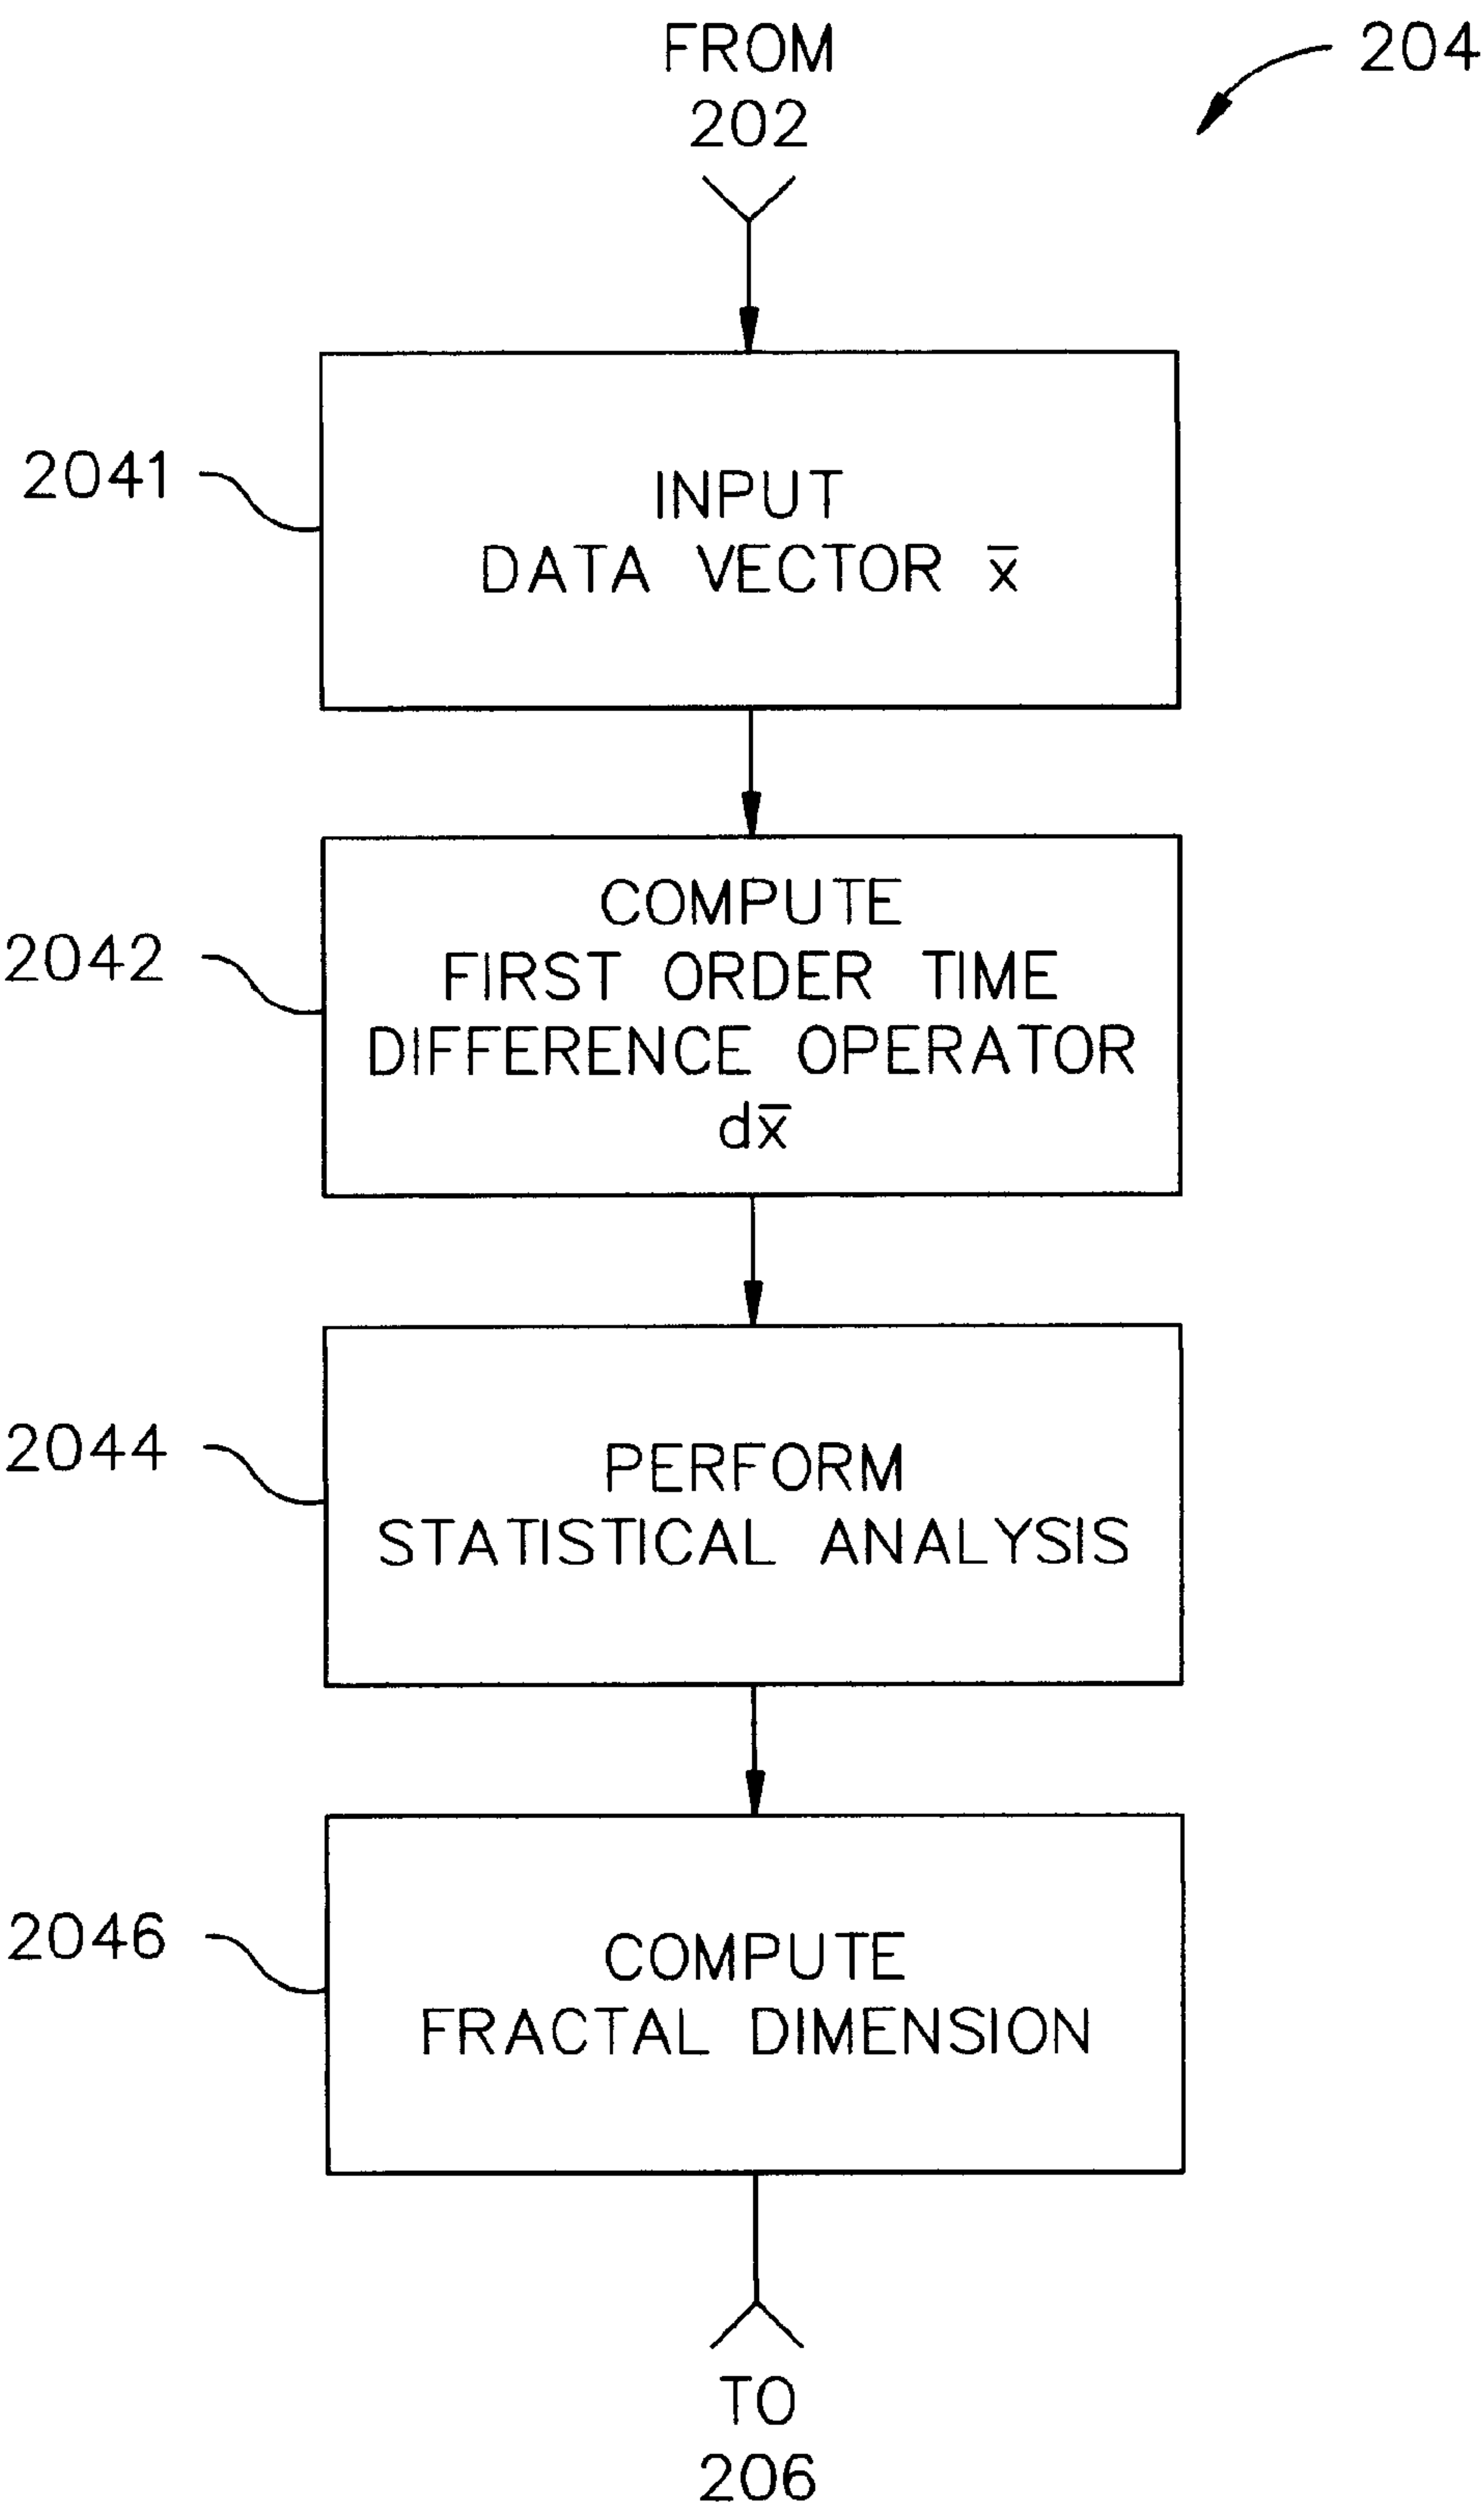 FROM
202
204
2041
INPUT
DATA VECTOR x̅
2042
COMPUTE
FIRST ORDER TIME
DIFFERENCE OPERATOR
dx̅
2044
PERFORM
STATISTICAL ANALYSIS
2046
COMPUTE
FRACTAL DIMENSION
TO
206